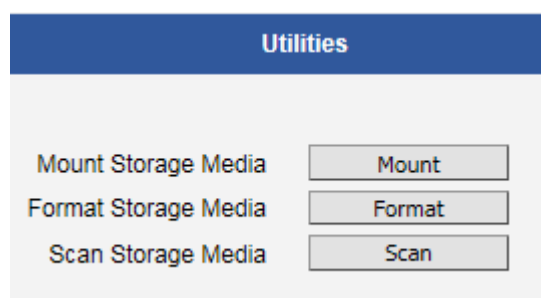 Utilities
Mount Storage Media Mount
Format Storage Media Format
Scan Storage Media Scan